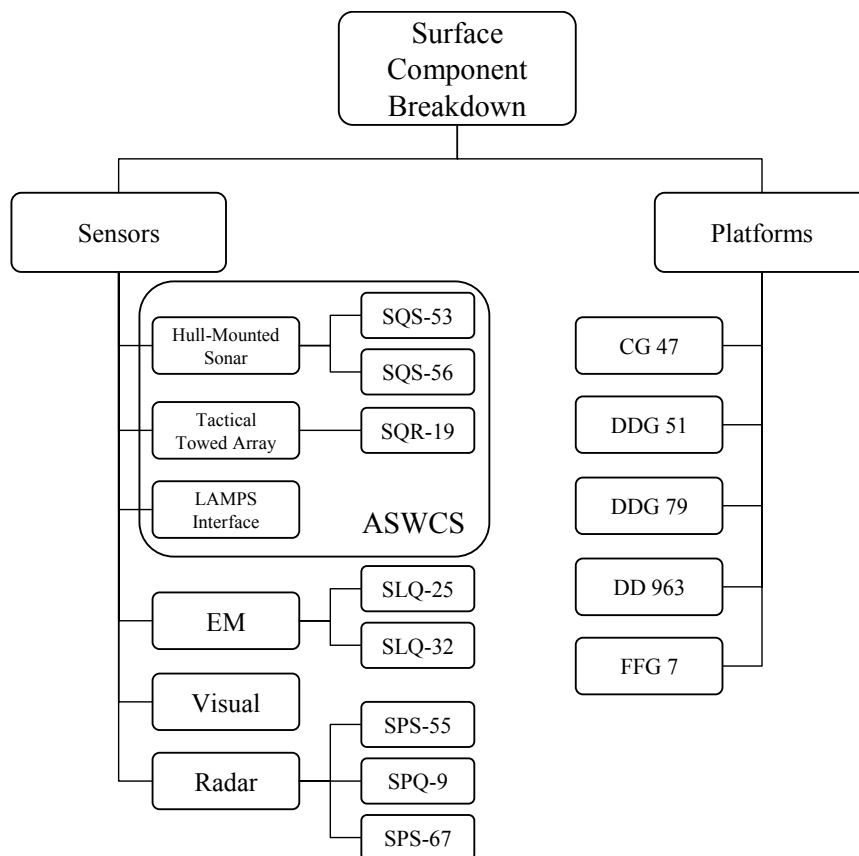 Surface
Component
Breakdown
Sensors
Platforms
Hull-Mounted
Sonar
SQS-53
SQS-56
Tactical
Towed Array
SQR-19
LAMPS
Interface
ASWCS
EM
SLQ-25
SLQ-32
Visual
Radar
SPS-55
SPQ-9
SPS-67
CG 47
DDG 51
DDG 79
DD 963
FFG 7